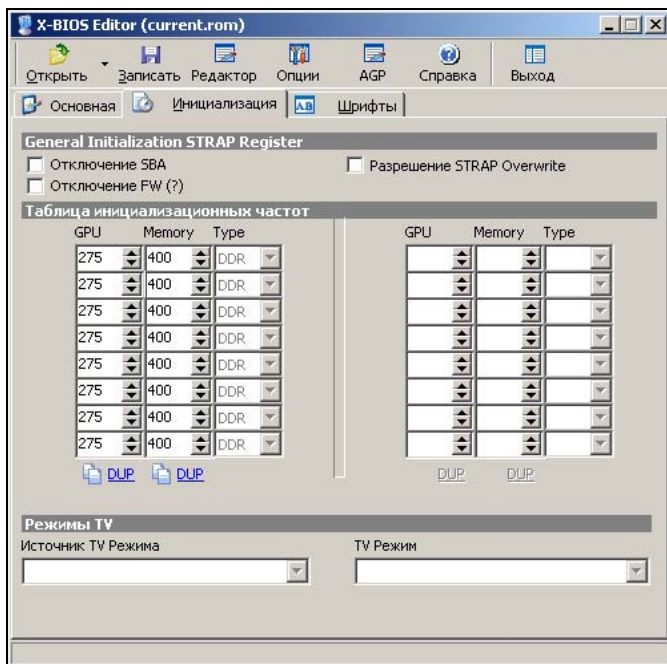 X-BIOS Editor (current.rom)
Открыть Записать Редактор Опции AGP Справка Выход
Основная Инициализация AB Шрифты
General Initialization STRAP Register
Отключение SBA Разрешение STRAP Overwrite
Отключение FW (?)
Таблица инициализационных частот
GPU Memory Type GPU Memory Type
275 400 DDR
275 400 DDR
275 400 DDR
275 400 DDR
275 400 DDR
275 400 DDR
275 400 DDR
275 400 DDR
DUP DUP DUP DUP
Режимы TV
Источник TV Режима TV Режим